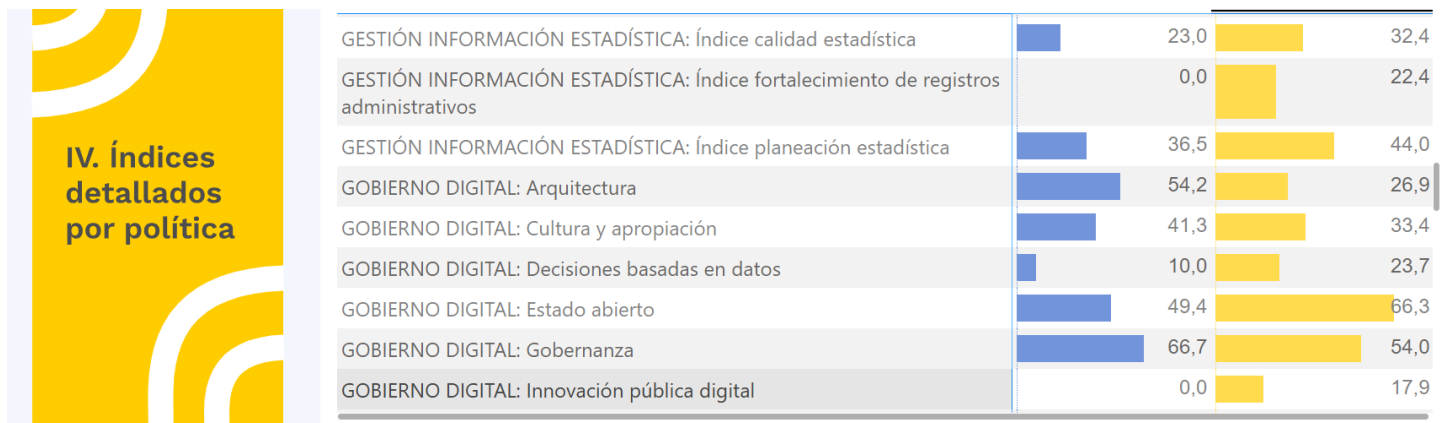 IV. Índices
detallados
por política
GESTIÓN INFORMACIÓN ESTADÍSTICA: Índice calidad estadística 23,0 32,4
GESTIÓN INFORMACIÓN ESTADÍSTICA: Índice fortalecimiento de registros 0,0 22,4
administrativos
GESTIÓN INFORMACIÓN ESTADÍSTICA: Índice planeación estadística 36,5 44,0
GOBIERNO DIGITAL: Arquitectura 54,2 26,9
GOBIERNO DIGITAL: Cultura y apropiación 41,3 33,4
GOBIERNO DIGITAL: Decisiones basadas en datos 10,0 23,7
GOBIERNO DIGITAL: Estado abierto 49,4 66,3
GOBIERNO DIGITAL: Gobernanza 66,7 54,0
GOBIERNO DIGITAL: Innovación pública digital 0,0 17,9